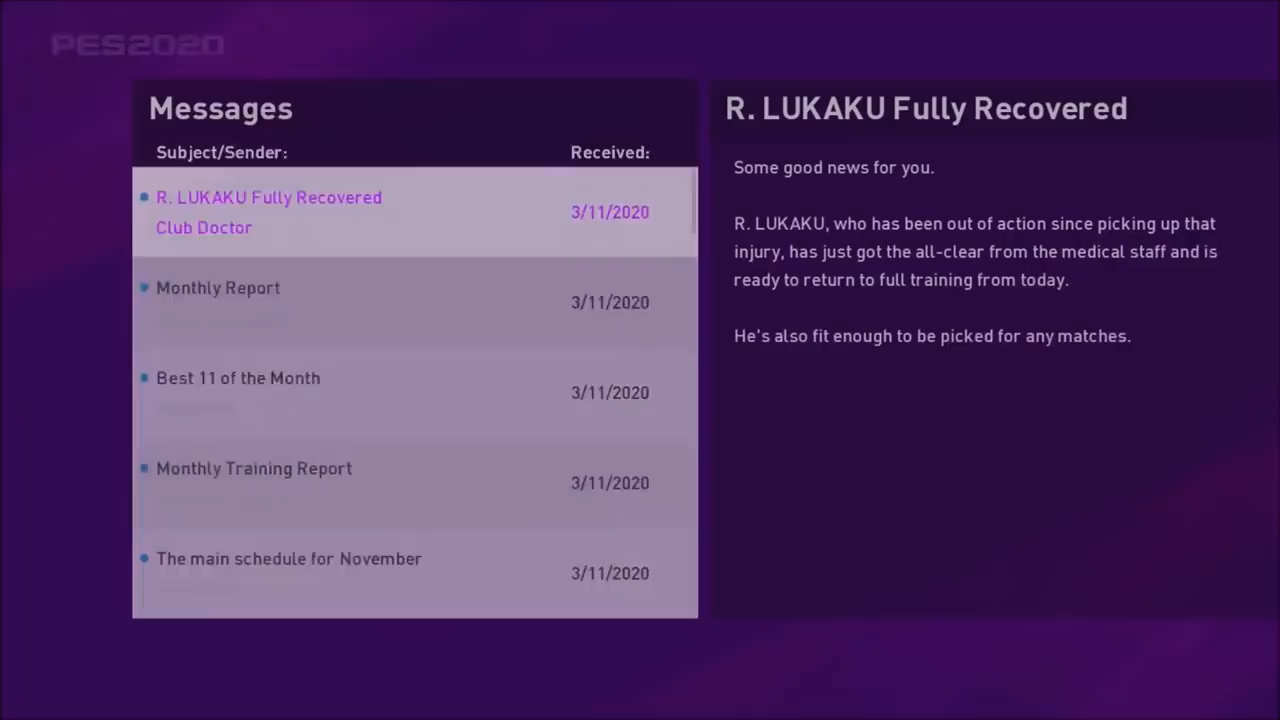 PES2020
Messages
Subject/Sender:
Received:
R. LUKAKU Fully Recovered
Club Doctor
3/11/2020
Monthly Report
3/11/2020
Best 11 of the Month
3/11/2020
Monthly Training Report
3/11/2020
The main schedule for November
3/11/2020
R. LUKAKU Fully Recovered
Some good news for you.
R. LUKAKU, who has been out of action since picking up that
injury, has just got the all-clear from the medical staff and is
ready to return to full training from today.
He's also fit enough to be picked for any matches.